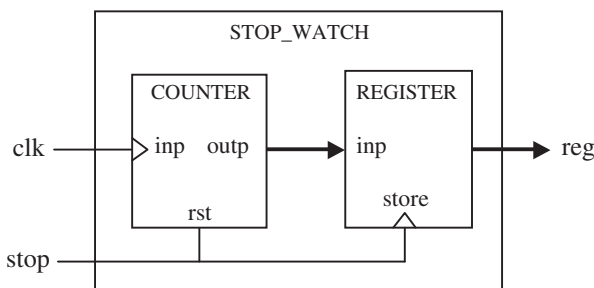 STOP_WATCH
COUNTER REGISTER
clk inp outp inp reg
store
rst
stop